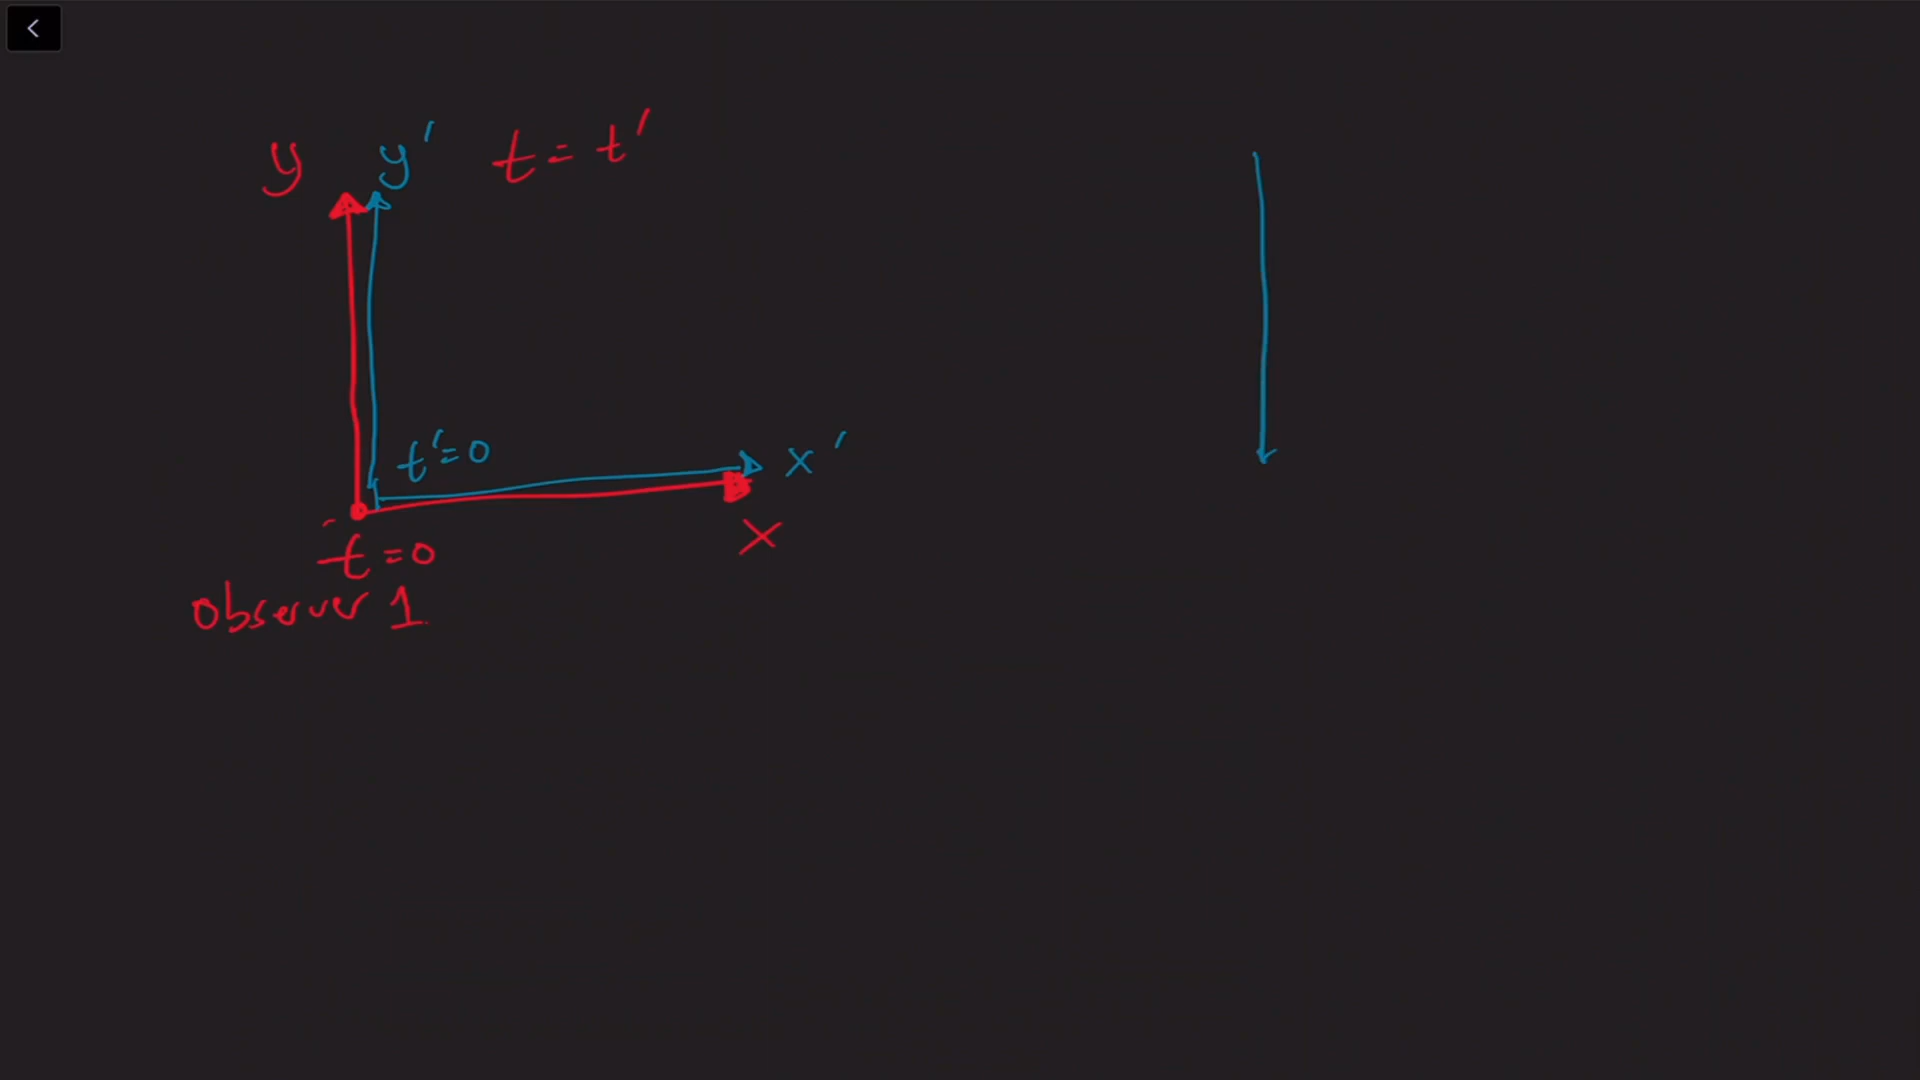 y y' t = t'
t' = 0 x'
x
t = 0
Observer 1.